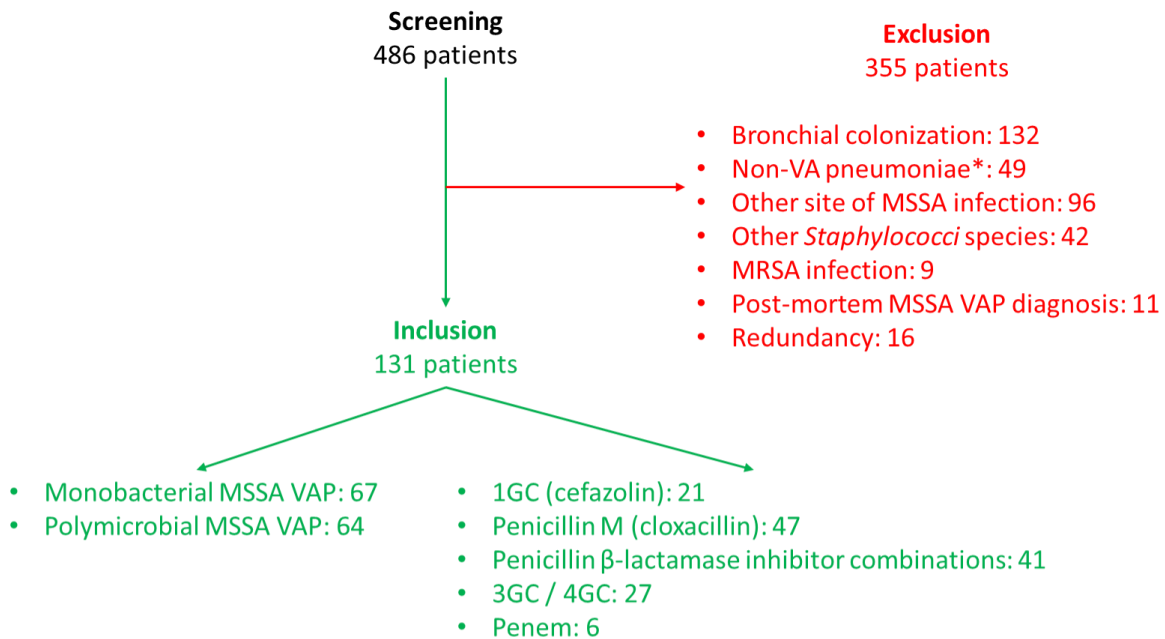 Screening
486 patients
Exclusion
355 patients
• Bronchial colonization: 132
• Non-VA pneumoniae*: 49
• Other site of MSSA infection: 96
• Other Staphylococci species: 42
• MRSA infection: 9
• Post-mortem MSSA VAP diagnosis: 11
• Redundancy: 16
Inclusion
131 patients
• Monobacterial MSSA VAP: 67
• Polymicrobial MSSA VAP: 64
• 1GC (cefazolin): 21
• Penicillin M (cloxacillin): 47
• Penicillin β-lactamase inhibitor combinations: 41
• 3GC / 4GC: 27
• Penem: 6